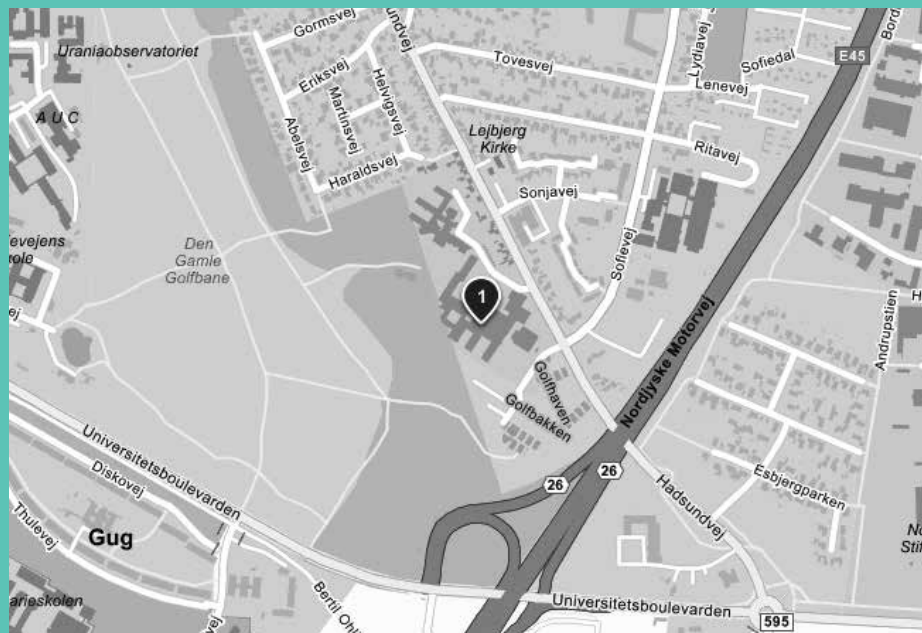 Gormsvej
Uraniaobservatoriet
Eriksvej
Helvigsvej
Martinsvej
Abelsvej
Haraldsvej
AUC
Tovesvej
Lydiavej
Sofiedal
Lenevej
E45
Lejbjerg
Kirke
Ritavej
Sonjavej
Sofievej
Den
Gamle
Golfbane
1
Nordjyske Motorvej
Andrupstien
Golfhaven
Golfbakken
26
26
Esbjergparken
Hadsundvej
Universitetsboulevarden
Diskovej
Thulevej
Gug
Universitetsboulevarden
595